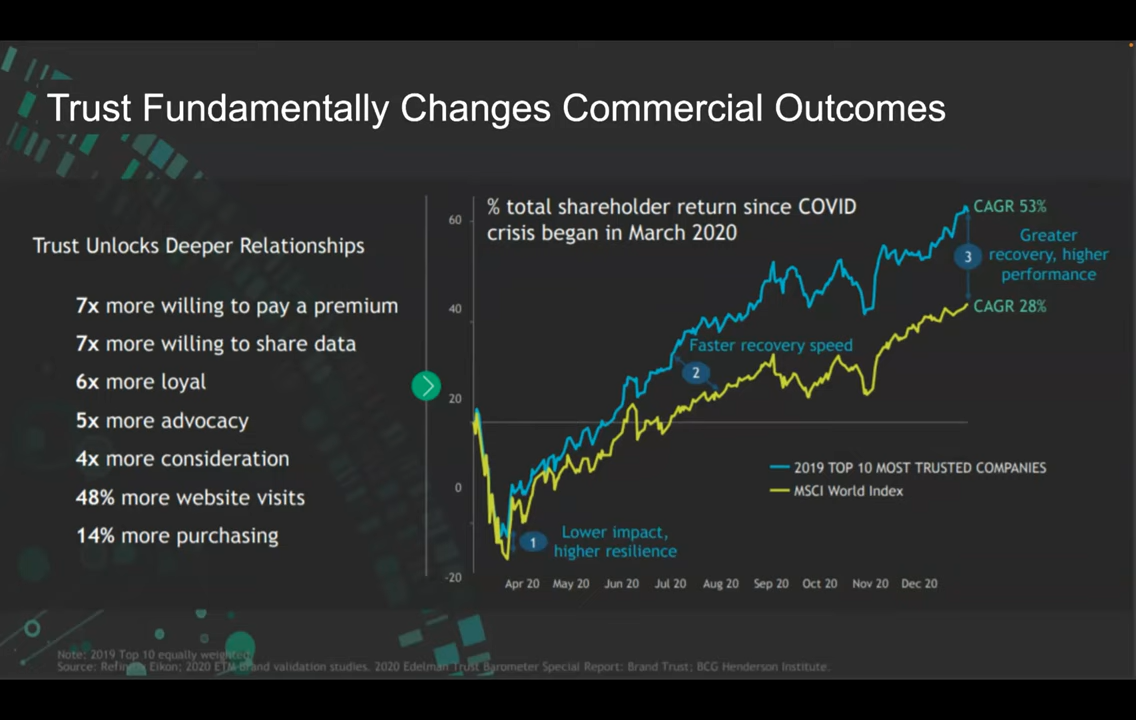 Trust Fundamentally Changes Commercial Outcomes
Trust Unlocks Deeper Relationships
7x more willing to pay a premium
7x more willing to share data
6x more loyal
5x more advocacy
4x more consideration
48% more website visits
14% more purchasing
% total shareholder return since COVID
crisis began in March 2020
60
40
20
0
-20
CAGR 53%
Greater
recovery, higher
performance
3
CAGR 28%
Faster recovery speed
2
2019 TOP 10 MOST TRUSTED COMPANIES
MSCI World Index
1
Lower impact,
higher resilience
Apr 20 May 20 Jun 20 Jul 20 Aug 20 Sep 20 Oct 20 Nov 20 Dec 20
Note: 2019 Top 10 equally weighted
Source: Refinitiv Eikon; 2020 ETM Brand validation studies. 2020 Edelman Trust Barometer Special Report: Brand Trust; BCG Henderson Institute.